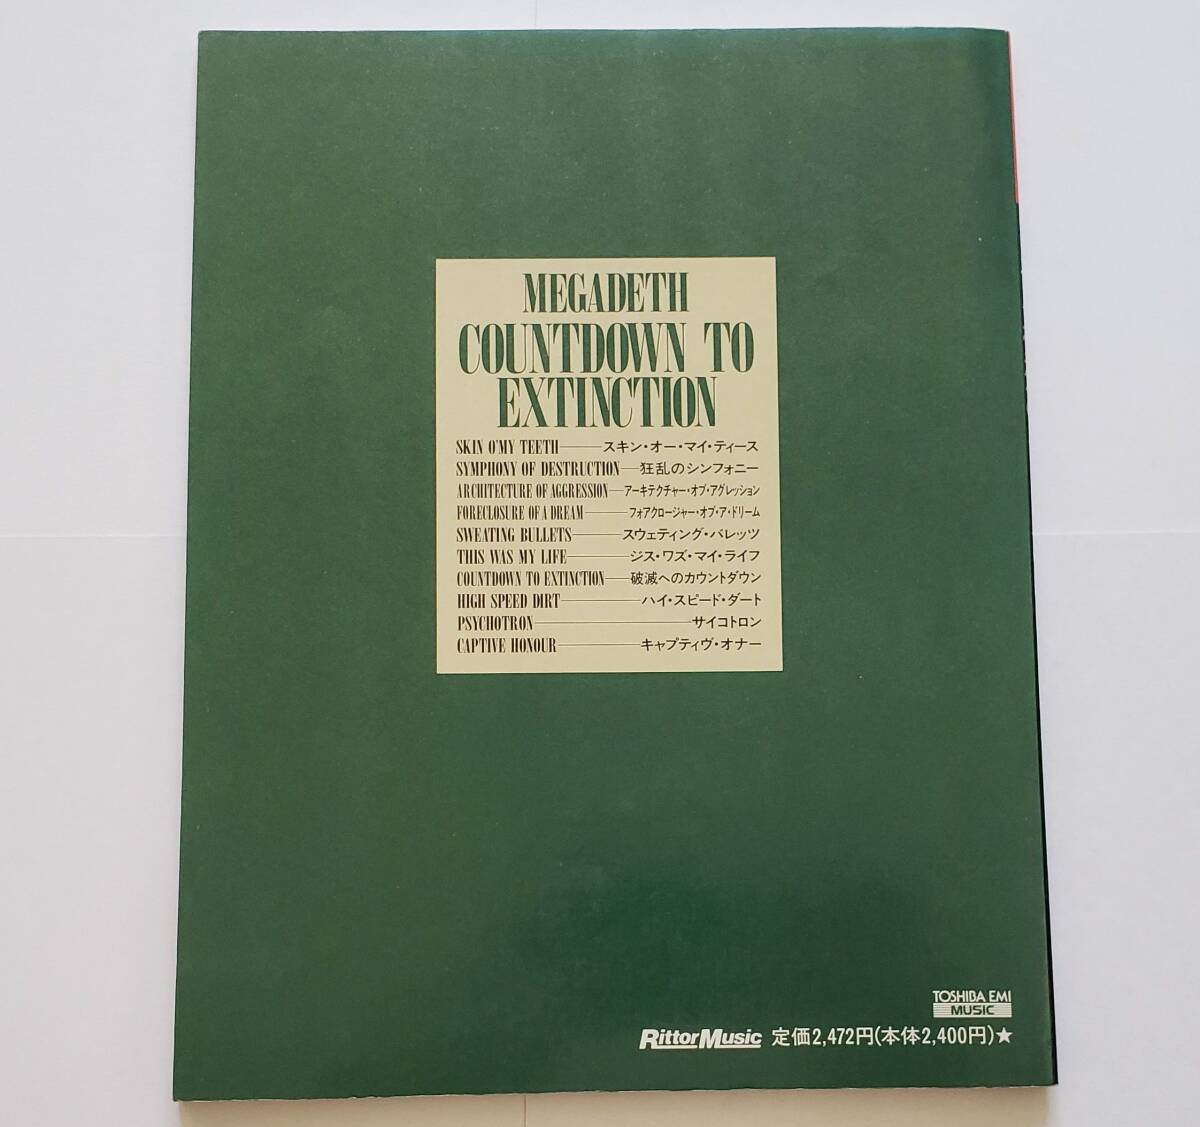 MEGADETH
COUNTDOWN TO
EXTINCTION
SKIN O'MY TEETH——スキン・オー・マイ・ティース
SYMPHONY OF DESTRUCTION—狂乱のシンフォニー
ARCHITECTURE OF AGGRESSION—アーキテクチャー・オブ・アグレッション
FORECLOSURE OF A DREAM——フォアクロージャー・オブ・ア・ドリーム
SWEATING BULLETS——スウェティング・バレッツ
THIS WAS MY LIFE——ジス・ワズ・マイ・ライフ
COUNTDOWN TO EXTINCTION—破滅へのカウントダウン
HIGH SPEED DIRT——ハイ・スピード・ダート
PSYCHOTRON——サイコトロン
CAPTIVE HONOUR——キャプティヴ・オナー
TOSHIBA EMI
MUSIC
RittorMusic 定価2,472円(本体2,400円)★